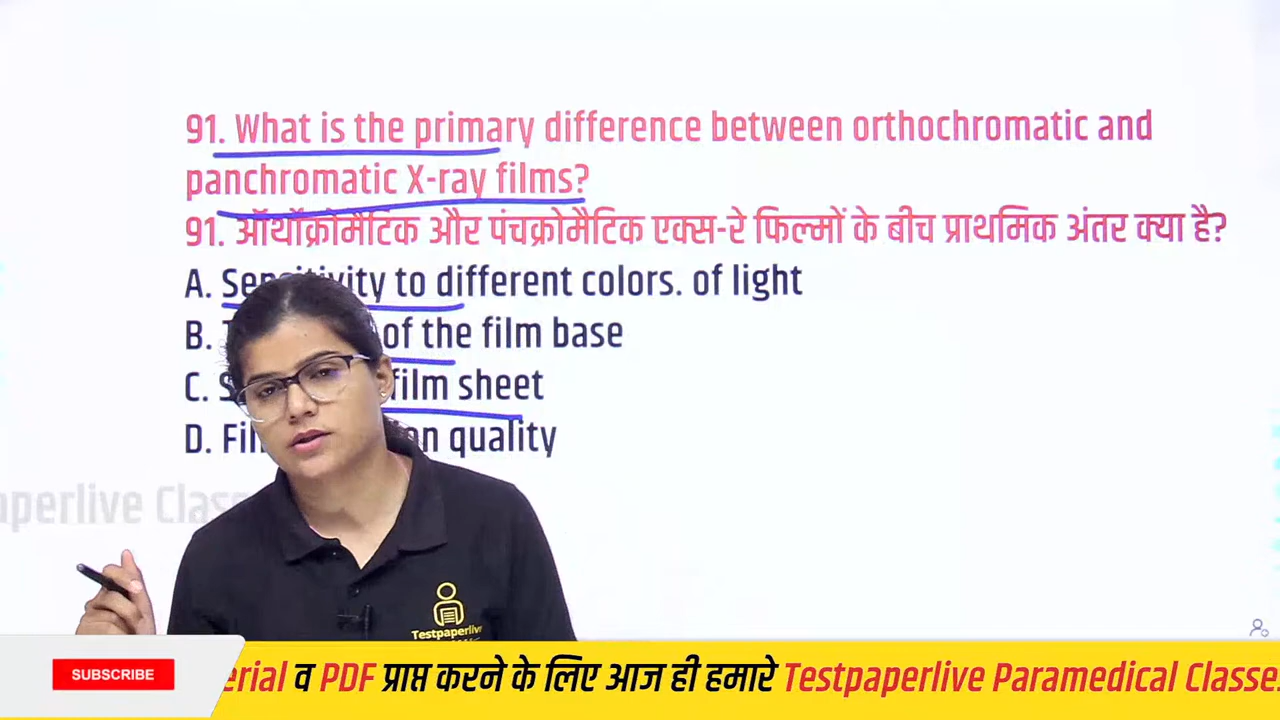 91. What is the primary difference between orthochromatic and
panchromatic X-ray films?
91. ऑर्थोक्रोमैटिक और पंचक्रोमैटिक एक्स-रे फिल्मों के बीच प्राथमिक अंतर क्या है?
A. Sensitivity to different colors. of light
B. of the film base
C. film sheet
D. quality
aperlive Clas
Testpaperlive
SUBSCRIBE
erial व PDF प्राप्त करने के लिए आज ही हमारे Testpaperlive Paramedical Classe